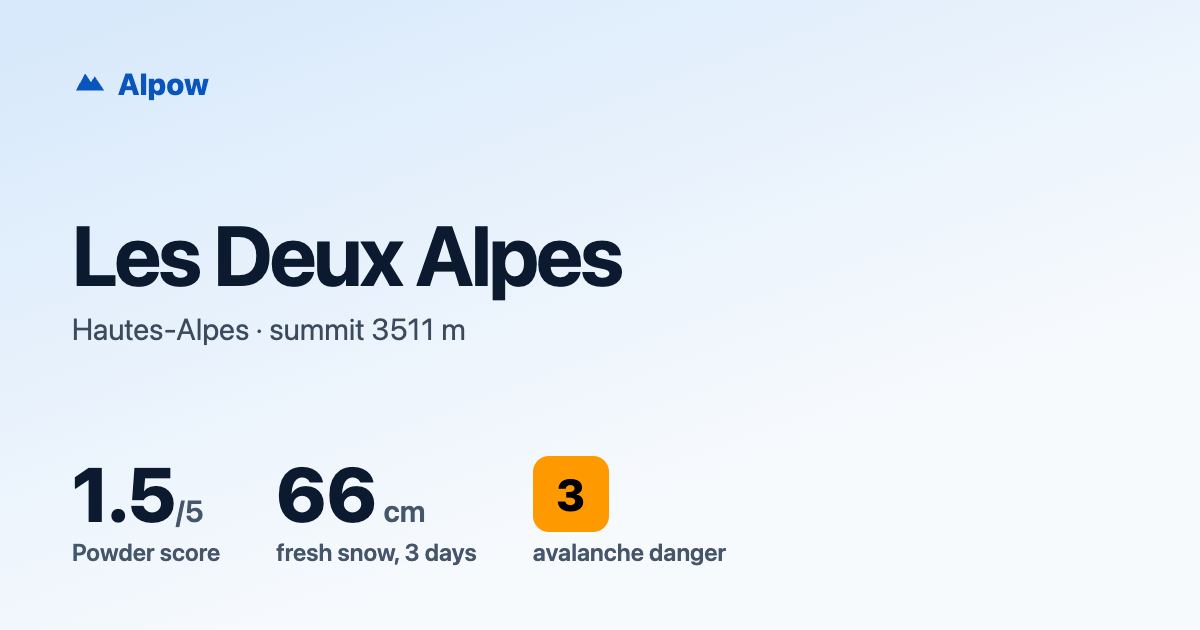 Alpow
Les Deux Alpes
Hautes-Alpes · summit 3511 m
1.5/5
Powder score
66 cm
fresh snow, 3 days
3
avalanche danger